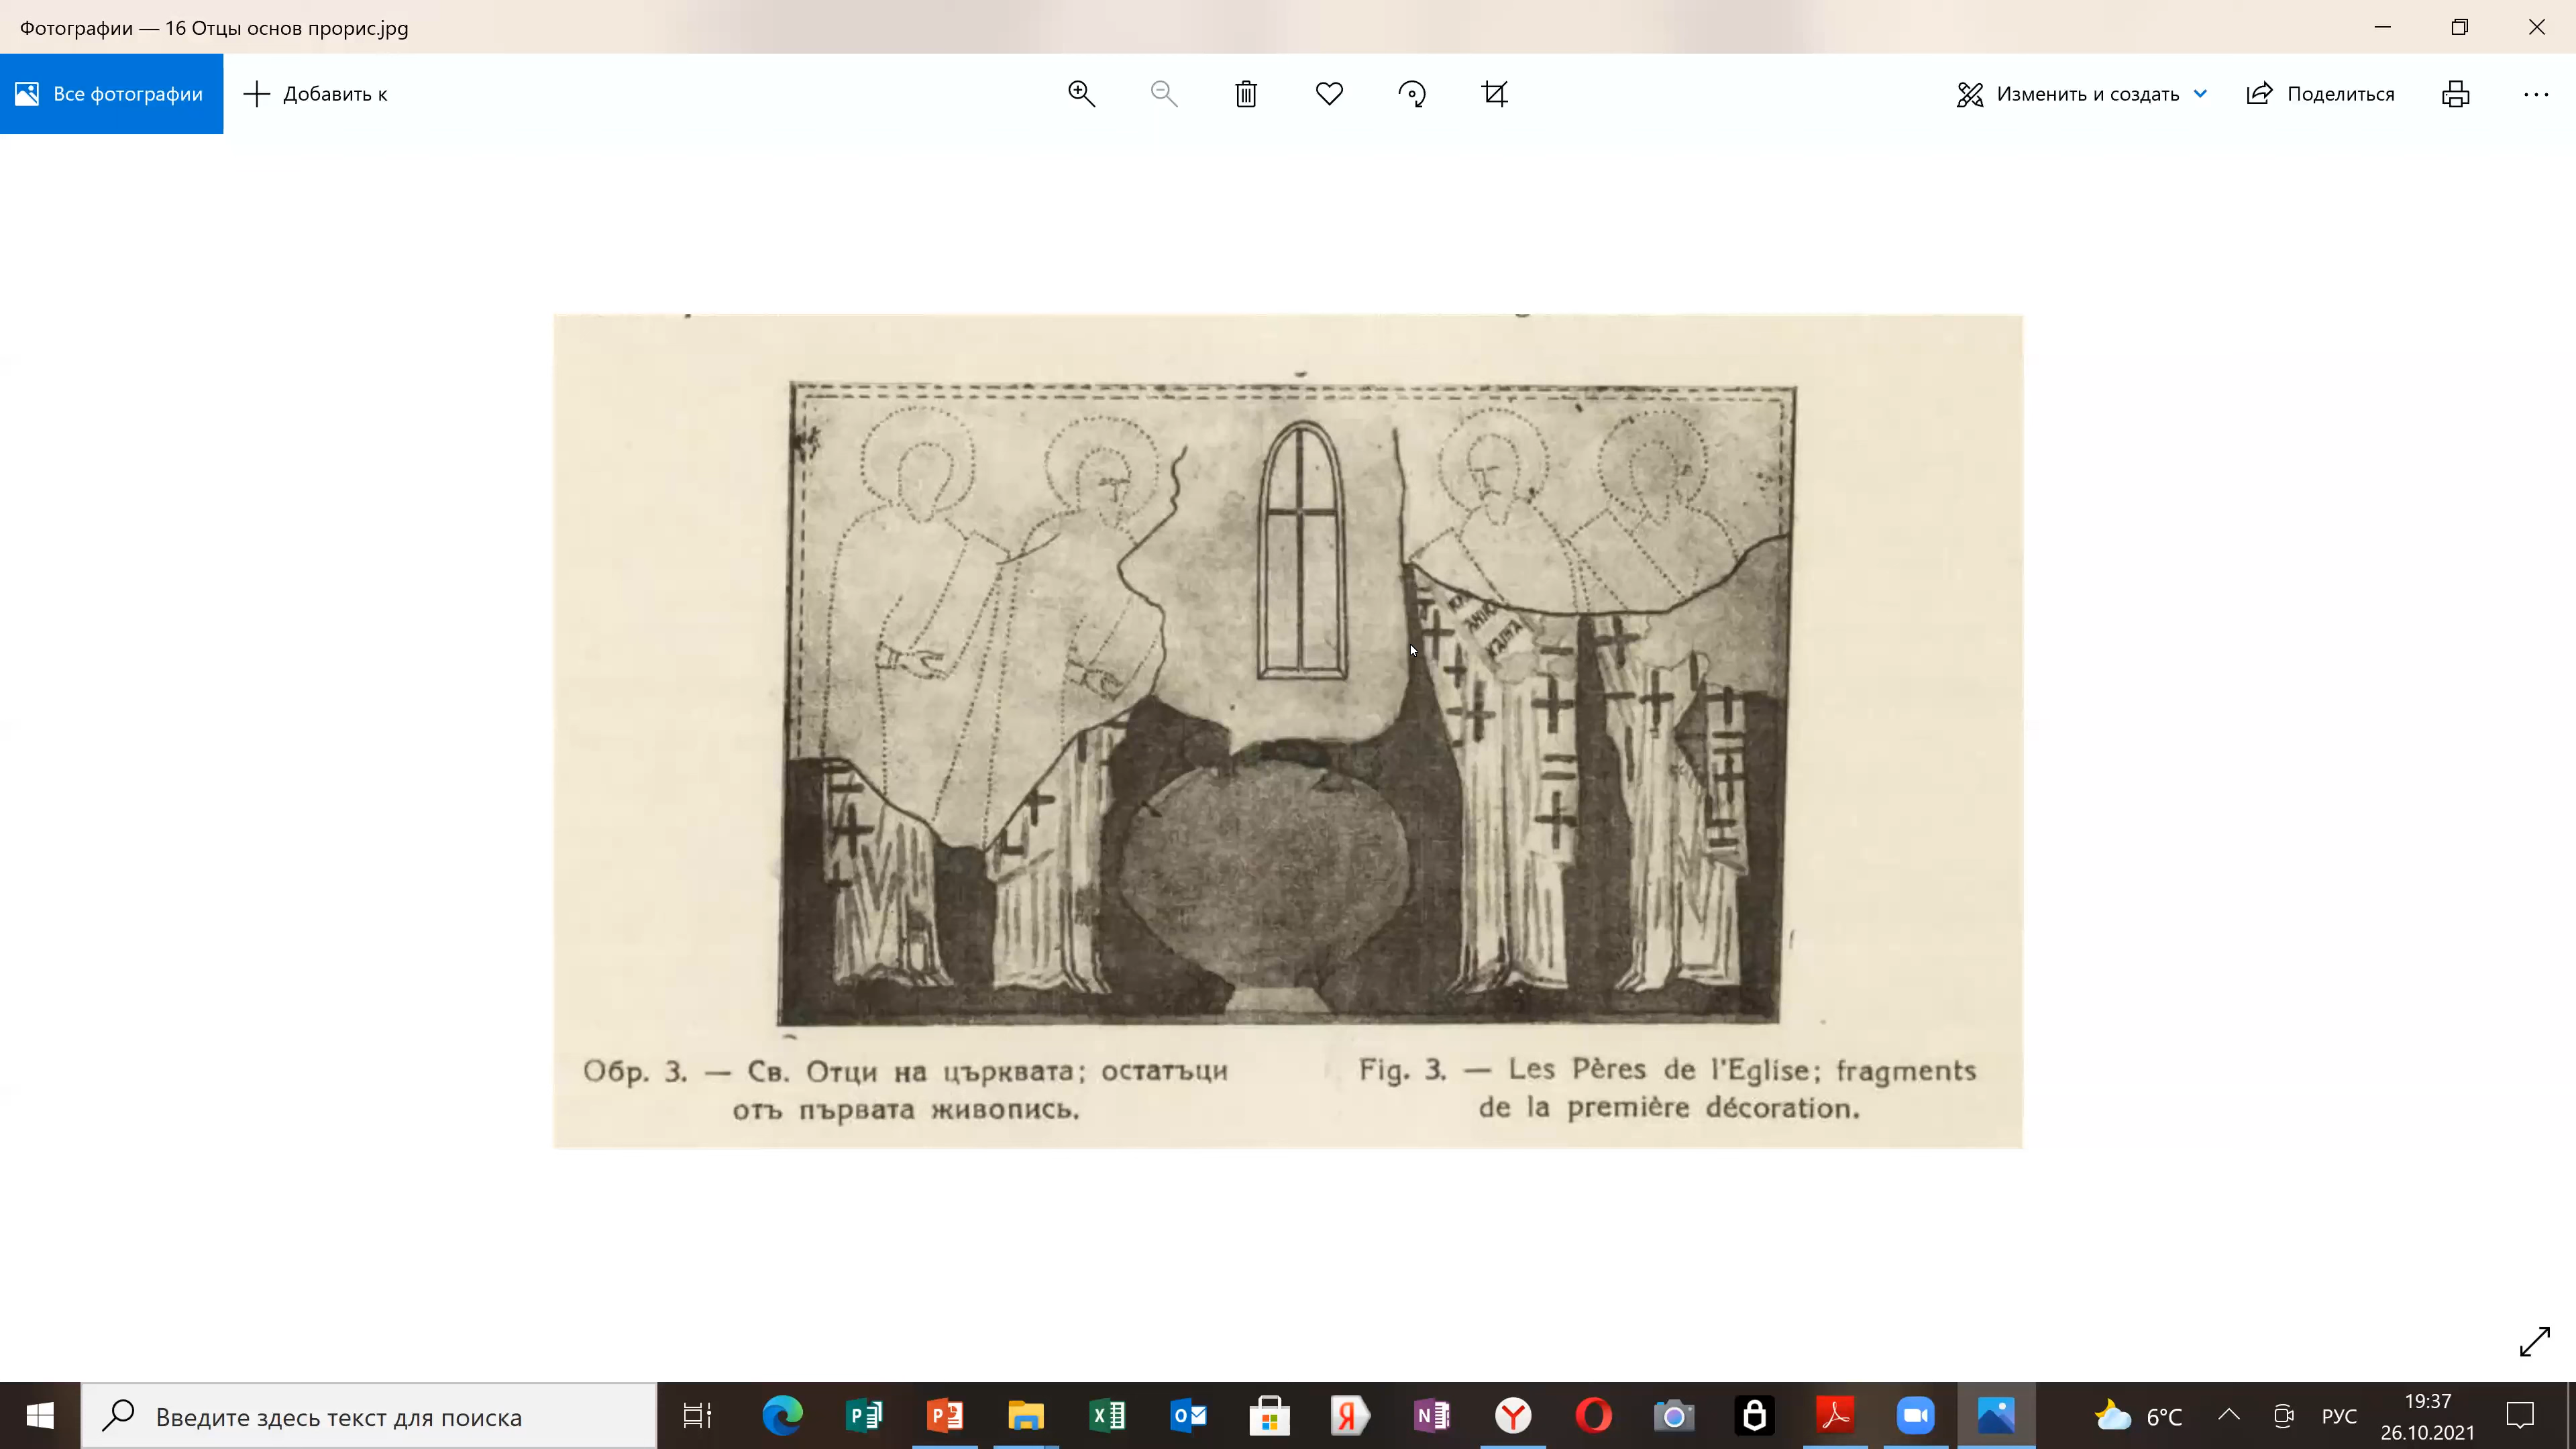 Фотографии — 16 Отцы основ прорис.jpg
Все фотографии
Добавить к
Изменить и создать
Поделиться
Обр. 3. — Св. Отци на църквата; остатъци
отъ първата живопись.
Fig. 3. — Les Pères de l'Eglise; fragments
de la première décoration.
Введите здесь текст для поиска
6°C
РУС
19:37
26.10.2021